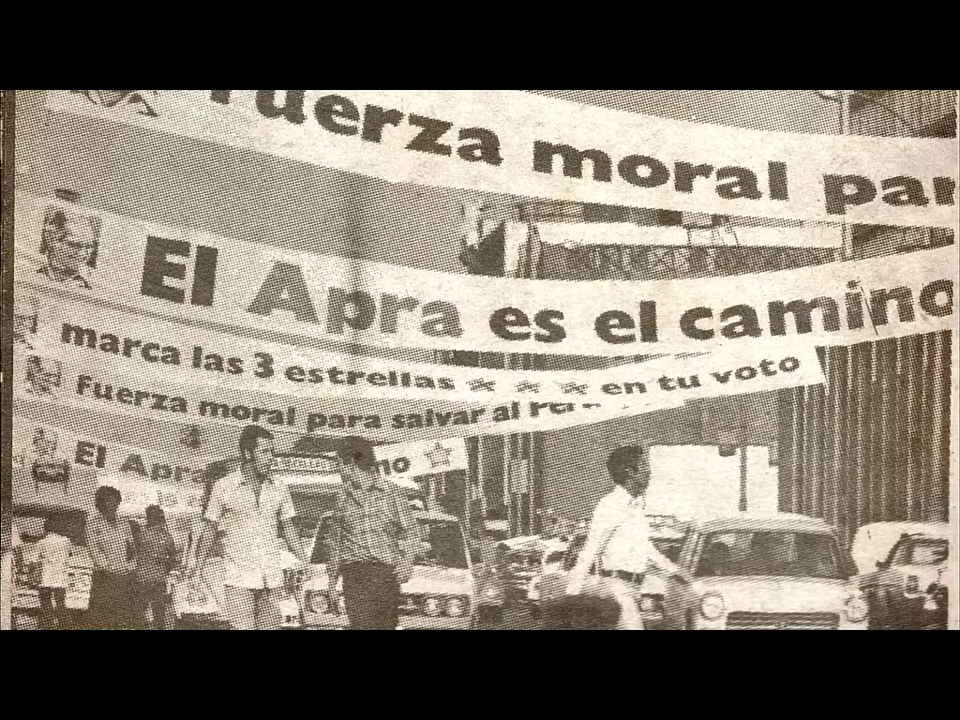 Fuerza moral par
El Apra es el camino
marca las 3 estrellas ★ ★ ★ en tu voto
Fuerza moral para salvar al
El Apra
no ★